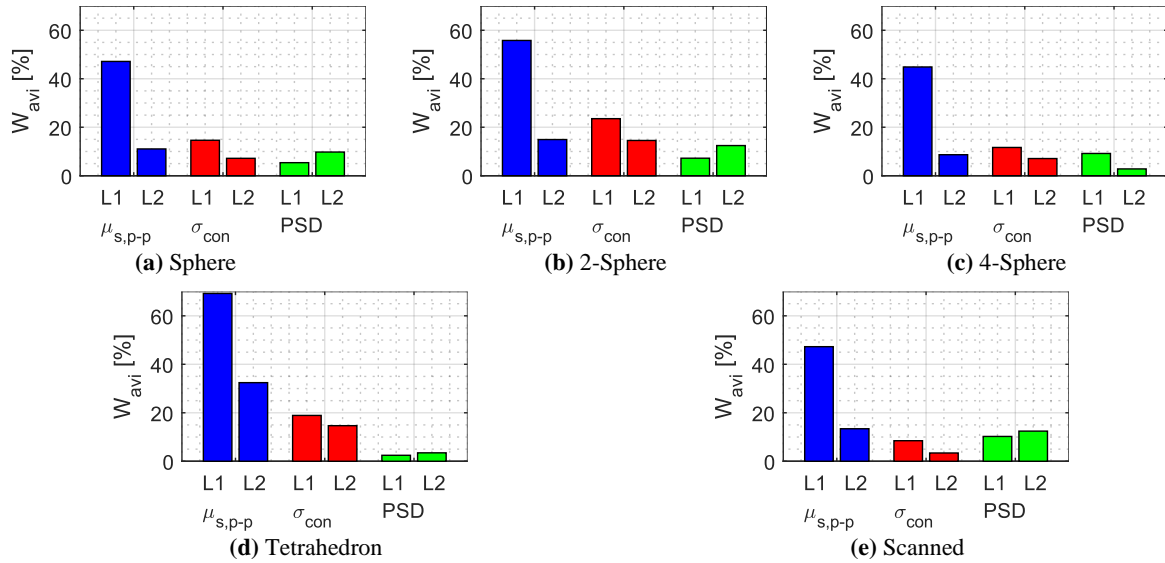 W_avi [%]
60
40
20
0
L1 L2 L1 L2 L1 L2
μ_s,p-p σ_con PSD
(a) Sphere
W_avi [%]
60
40
20
0
L1 L2 L1 L2 L1 L2
μ_s,p-p σ_con PSD
(b) 2-Sphere
W_avi [%]
60
40
20
0
L1 L2 L1 L2 L1 L2
μ_s,p-p σ_con PSD
(c) 4-Sphere
W_avi [%]
60
40
20
0
L1 L2 L1 L2 L1 L2
μ_s,p-p σ_con PSD
(d) Tetrahedron
W_avi [%]
60
40
20
0
L1 L2 L1 L2 L1 L2
μ_s,p-p σ_con PSD
(e) Scanned